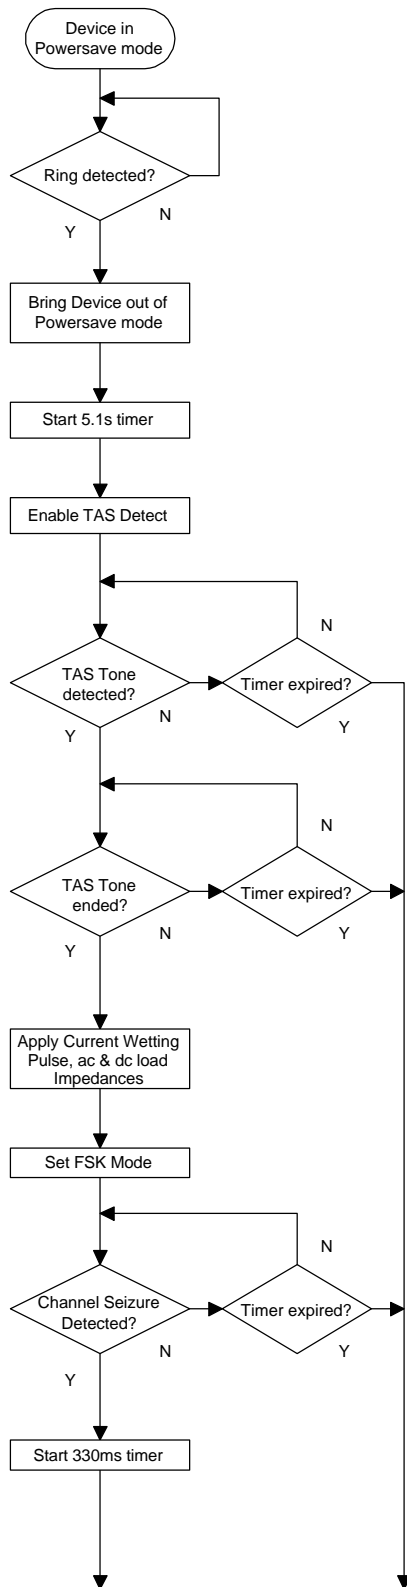 Device in
Powersave mode
Ring detected?
N
Y
Bring Device out of
Powersave mode
Start 5.1s timer
Enable TAS Detect
N
TAS Tone
detected?
Timer expired?
N
Y
Y
N
TAS Tone
ended?
Timer expired?
N
Y
Y
Apply Current Wetting
Pulse, ac & dc load
Impedances
Set FSK Mode
N
Channel Seizure
Detected?
Timer expired?
N
Y
Y
Start 330ms timer